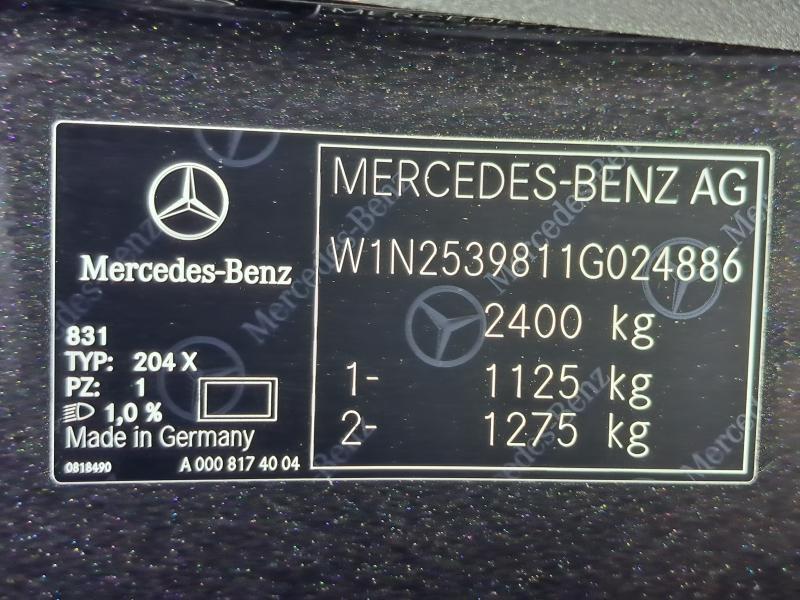 Mercedes-Benz
831
TYP: 204 X
PZ: 1
1,0 %
Made in Germany
0818490 A 000 817 40 04
MERCEDES-BENZ AG
W1N2539811G024886
2400 kg
1- 1125 kg
2- 1275 kg